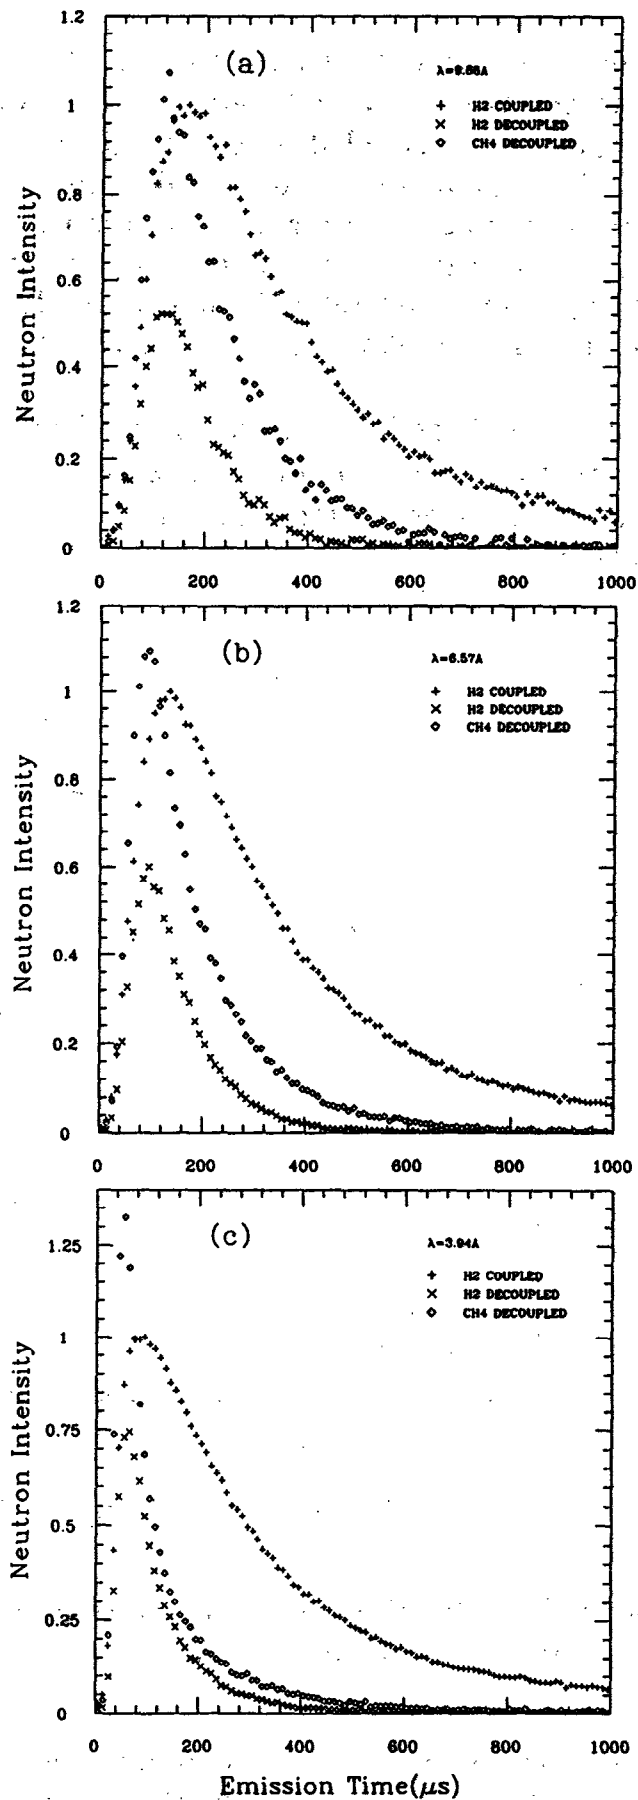 1.2
(a)
H2 COUPLED
H2 DECOUPLED
CH4 DECOUPLED
1
0.8
0.6
0.4
0.2
0
Neutron Intensity
0 200 400 600 800 1000
1.2
(b)
λ=6.57A
H2 COUPLED
H2 DECOUPLED
CH4 DECOUPLED
1
0.8
0.6
0.4
0.2
0
Neutron Intensity
0 200 400 600 800 1000
(c)
λ=3.94A
H2 COUPLED
H2 DECOUPLED
CH4 DECOUPLED
1.25
1
0.75
0.5
0.25
0
Neutron Intensity
0 200 400 600 800 1000
Emission Time(μs)